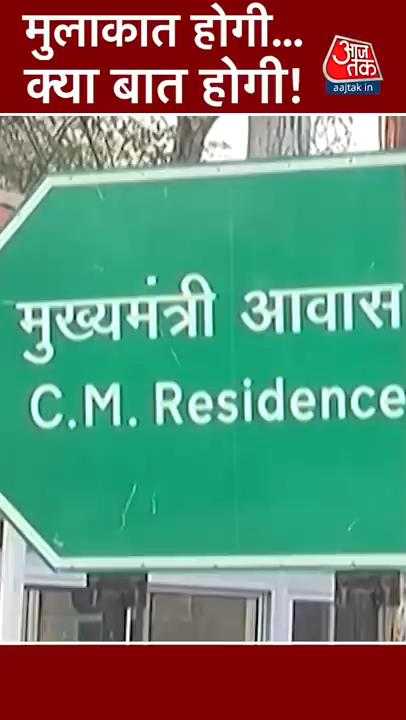 मुलाकात होगी...
क्या बात होगी!
आज
तक
aajtak in
मुख्यमंत्री आवास
C.M. Residence